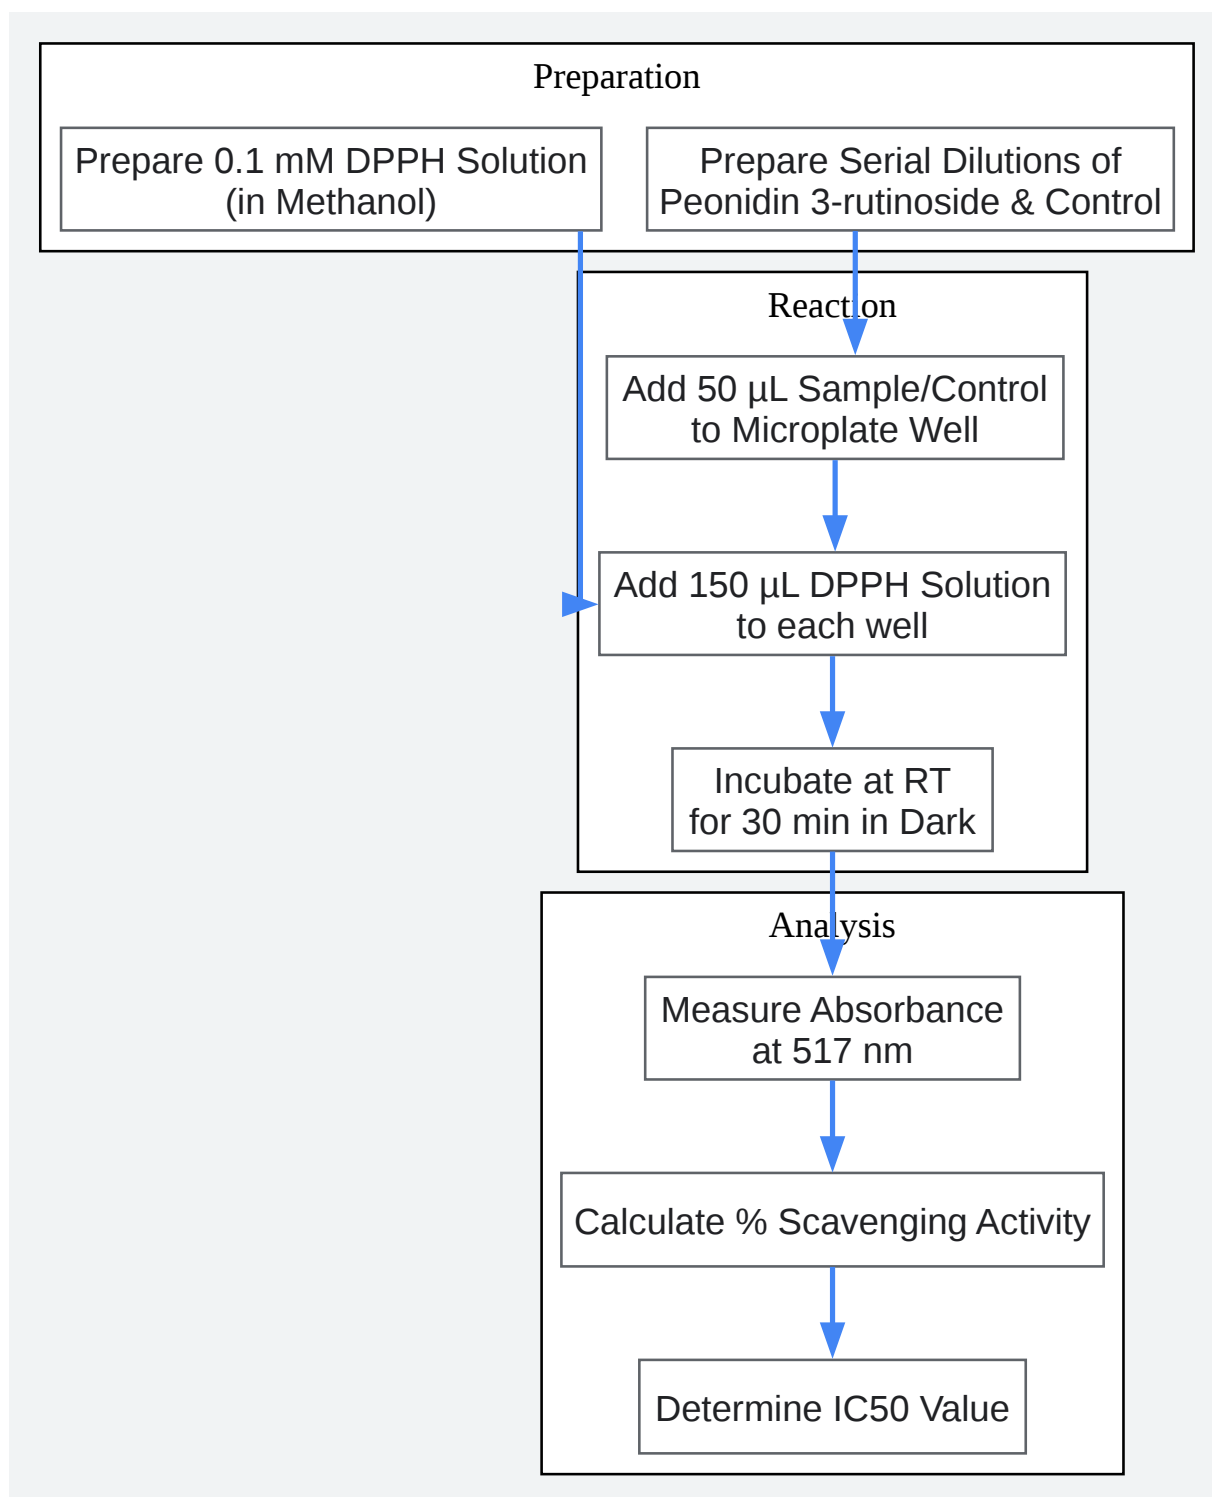 Preparation
Prepare 0.1 mM DPPH Solution
(in Methanol)
Prepare Serial Dilutions of
Peonidin 3-rutinoside & Control
Reaction
Add 50 µL Sample/Control
to Microplate Well
Add 150 µL DPPH Solution
to each well
Incubate at RT
for 30 min in Dark
Analysis
Measure Absorbance
at 517 nm
Calculate % Scavenging Activity
Determine IC50 Value